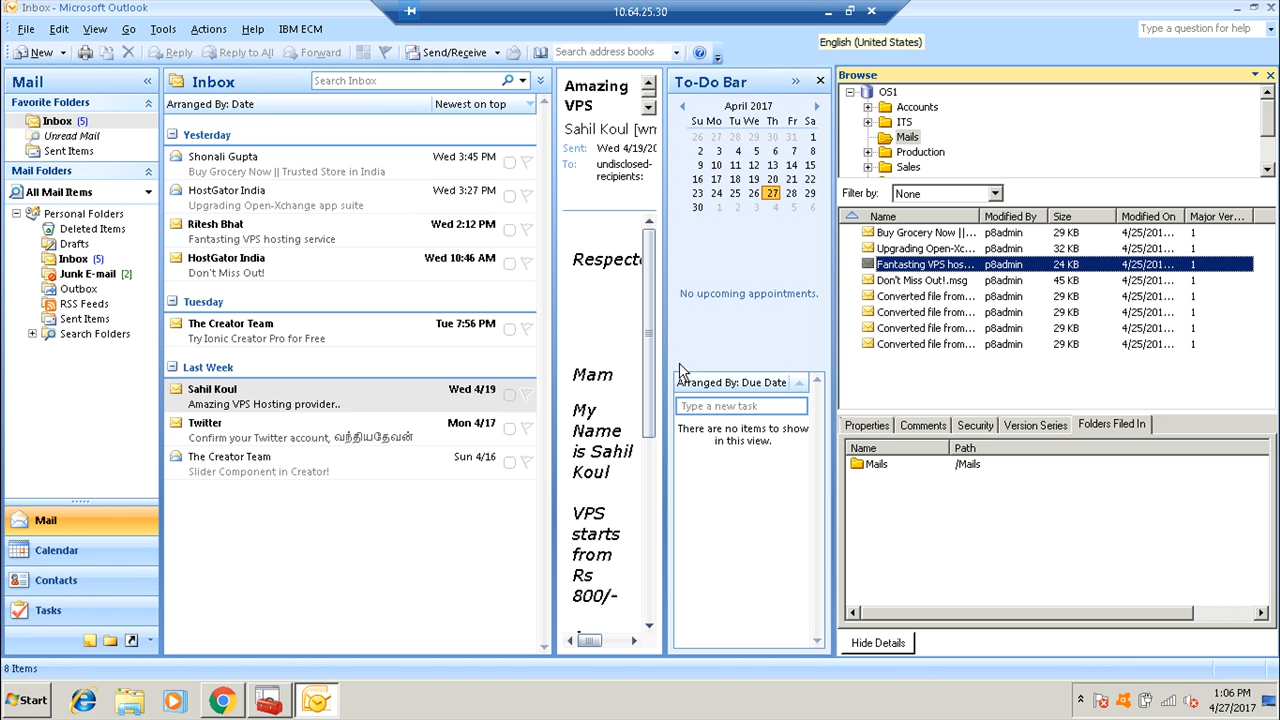 Inbox - Microsoft Outlook
10.64.25.30
File Edit View Go Tools Actions Help IBM ECM
English (United States)
Type a question for help
New Reply Reply to All Forward Send/Receive Search address books
Mail
Favorite Folders
Inbox (5)
Unread Mail
Sent Items
Mail Folders
All Mail Items
Personal Folders
Deleted Items
Drafts
Inbox (5)
Junk E-mail [2]
Outbox
RSS Feeds
Sent Items
Search Folders
Mail
Calendar
Contacts
Tasks
Inbox
Search Inbox
Arranged By: Date Newest on top
Yesterday
Shonali Gupta Wed 3:45 PM
Buy Grocery Now || Trusted Store in India
HostGator India Wed 3:27 PM
Upgrading Open-Xchange app suite
Ritesh Bhat Wed 2:12 PM
Fantasting VPS hosting service
HostGator India Wed 10:46 AM
Don't Miss Out!
Tuesday
The Creator Team Tue 7:56 PM
Try Ionic Creator Pro for Free
Last Week
Sahil Koul Wed 4/19
Amazing VPS Hosting provider..
Twitter Mon 4/17
Confirm your Twitter account, வந்தியதேவன்
The Creator Team Sun 4/16
Slider Component in Creator!
Amazing
VPS
Sahil Koul [wm
Sent: Wed 4/19/20
To: undisclosed-
recipients:
Respecte
Mam
My
Name
is Sahil
Koul
VPS
starts
from
Rs
800/-
To-Do Bar
April 2017
Su Mo Tu We Th Fr Sa
26 27 28 29 30 31 1
2 3 4 5 6 7 8
9 10 11 12 13 14 15
16 17 18 19 20 21 22
23 24 25 26 27 28 29
30 1 2 3 4 5 6
No upcoming appointments.
Arranged By: Due Date
Type a new task
There are no items to show
in this view.
Browse
OS1
Accounts
ITS
Mails
Production
Sales
Filter by: None
Name Modified By Size Modified On Major Ver...
Buy Grocery Now ||... p8admin 29 KB 4/25/201... 1
Upgrading Open-Xc... p8admin 32 KB 4/25/201... 1
Fantasting VPS hos... p8admin 24 KB 4/25/201... 1
Don't Miss Out!.msg p8admin 45 KB 4/25/201... 1
Converted file from... p8admin 29 KB 4/25/201... 1
Converted file from... p8admin 29 KB 4/25/201... 1
Converted file from... p8admin 29 KB 4/25/201... 1
Converted file from... p8admin 29 KB 4/25/201... 1
Properties Comments Security Version Series Folders Filed In
Name Path
Mails /Mails
Hide Details
8 Items
Start
1:06 PM
4/27/2017